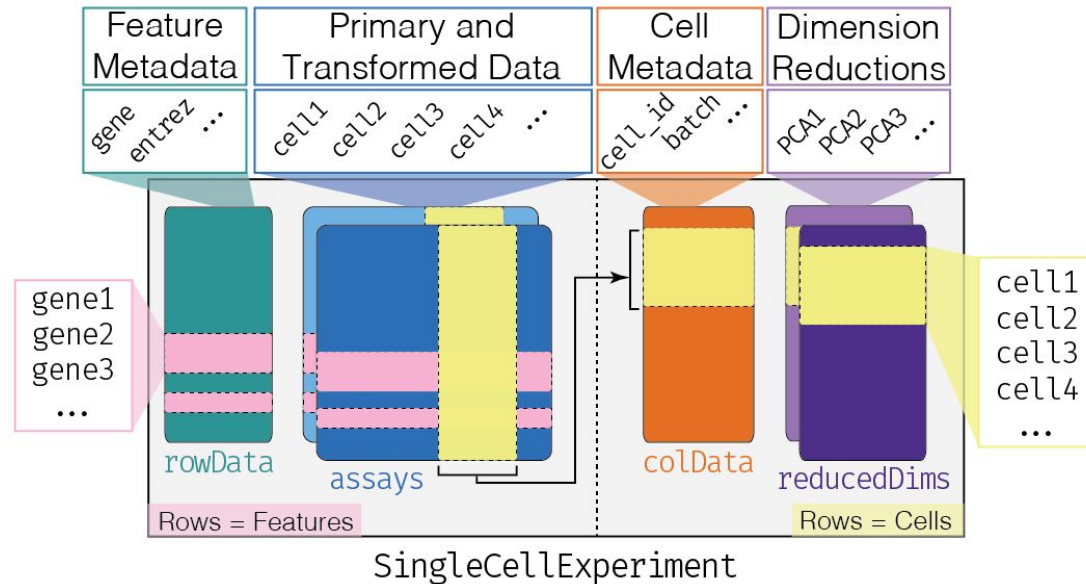 Feature
Metadata
Primary and
Transformed Data
Cell
Metadata
Dimension
Reductions
gene
entrez
...
cell1
cell2
cell3
cell4
...
cell_id
batch
...
PCA1
PCA2
PCA3
...
gene1
gene2
gene3
...
cell1
cell2
cell3
cell4
...
rowData
assays
colData
reducedDims
Rows = Features
Rows = Cells
SingleCellExperiment